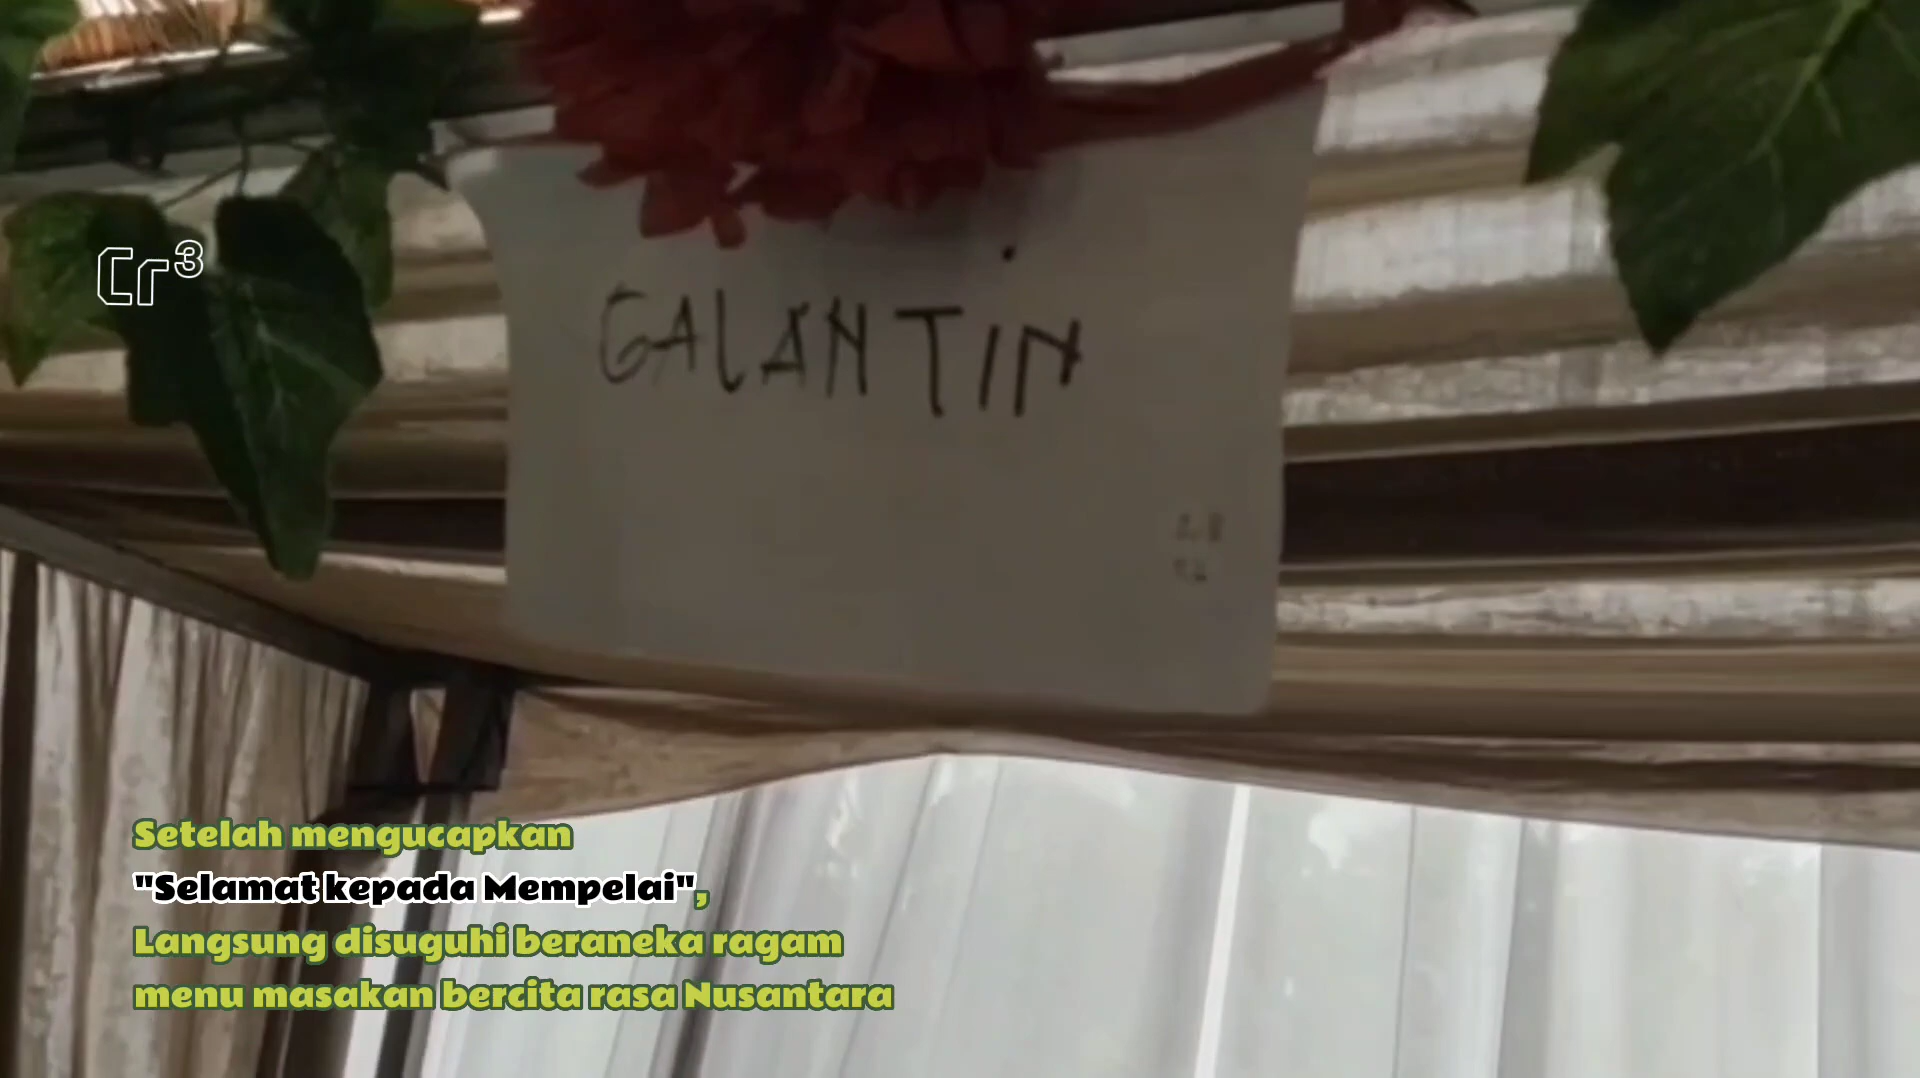 Cr³
GALANTIN
Setelah mengucapkan
"Selamat kepada Mempelai",
Langsung disuguhi beraneka ragam
menu masakan bercita rasa Nusantara